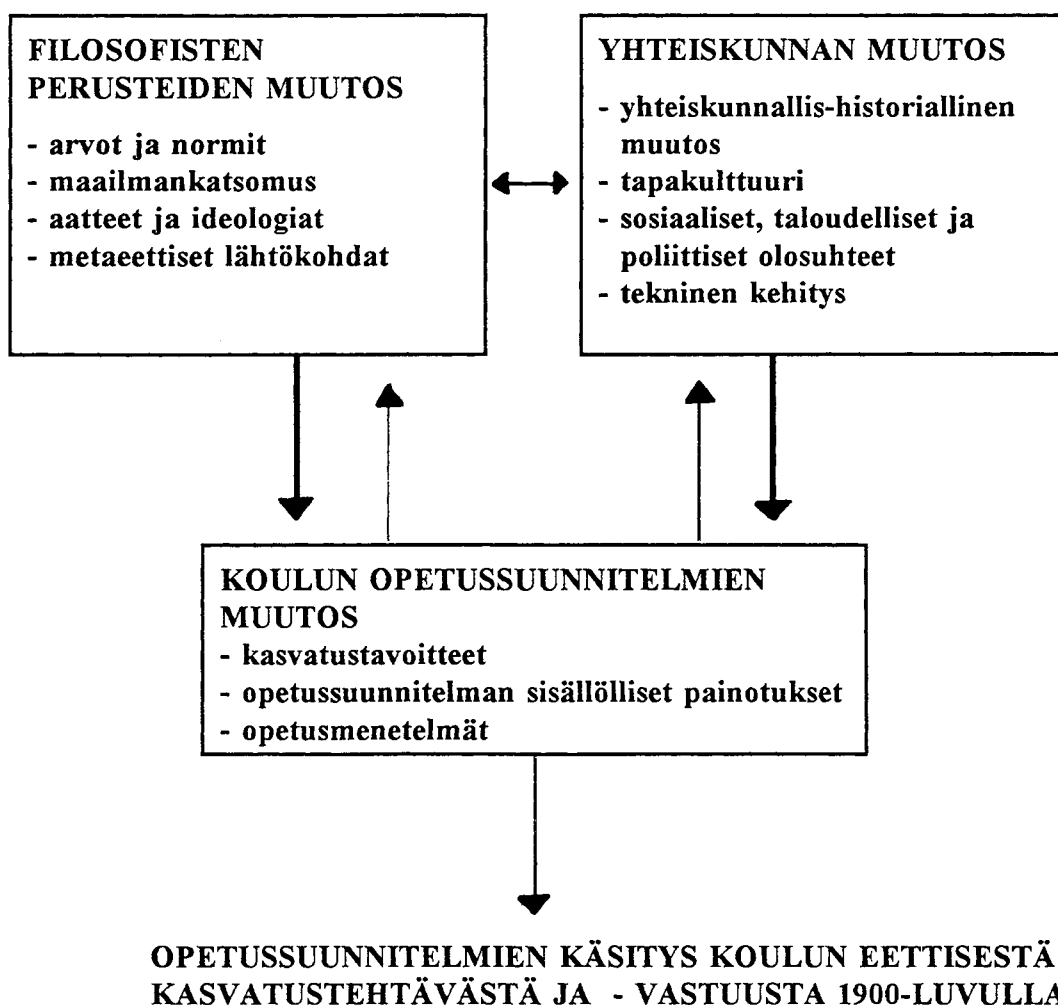 FILOSOFISTEN
PERUSTEIDEN MUUTOS
- arvot ja normit
- maailmankatsomus
- aatteet ja ideologiat
- metaeettiset lähtökohdat
YHTEISKUNNAN MUUTOS
- yhteiskunnallis-historiallinen
muutos
- tapakulttuuri
- sosiaaliset, taloudelliset ja
poliittiset olosuhteet
- tekninen kehitys
KOULUN OPETUSSUUNNITELMIEN
MUUTOS
- kasvatustavoitteet
- opetussuunnitelman sisällölliset painotukset
- opetusmenetelmät
OPETUSSUUNNITELMIEN KÄSITYS KOULUN EETTISESTÄ
KASVATUSTEHTÄVÄSTÄ JA - VASTUUSTA 1900-LUVULLA